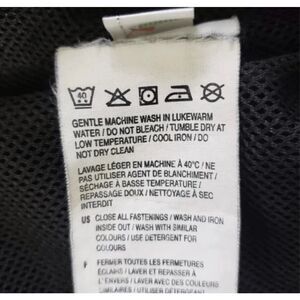 40
GENTLE MACHINE WASH IN LUKEWARM
WATER / DO NOT BLEACH / TUMBLE DRY AT
LOW TEMPERATURE / COOL IRON / DO
NOT DRY CLEAN
LAVAGE LÉGER EN MACHINE À 40°C / NE
PAS UTILISER AGENT DE BLANCHIMENT /
SÉCHAGE À BASSE TEMPERATURE /
REPASSAGE DOUX / NETTOYAGE À SEC
INTERDIT
US CLOSE ALL FASTENINGS / WASH AND IRON
INSIDE OUT / WASH WITH SIMILAR
COLOURS / USE DETERGENT FOR
COLOURS
F FERMER TOUTES LES FERMETURES
ÉCLAIRS / LAVER ET REPASSER À
L'ENVERS / LAVER AVEC DES COULEURS